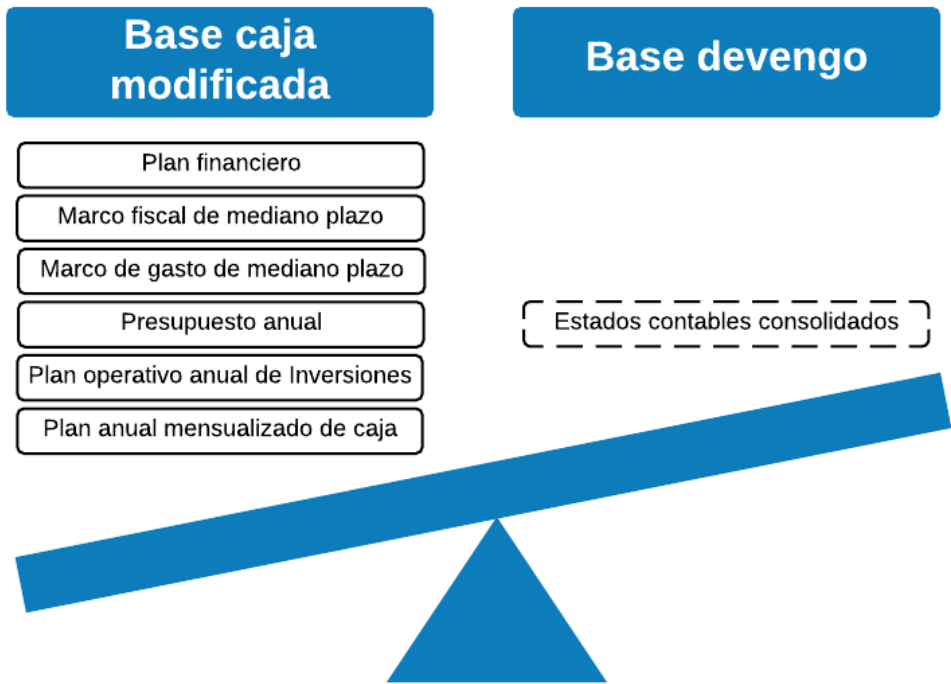 Base caja
modificada
Base devengo
Plan financiero
Marco fiscal de mediano plazo
Marco de gasto de mediano plazo
Presupuesto anual
Plan operativo anual de Inversiones
Plan anual mensualizado de caja
Estados contables consolidados